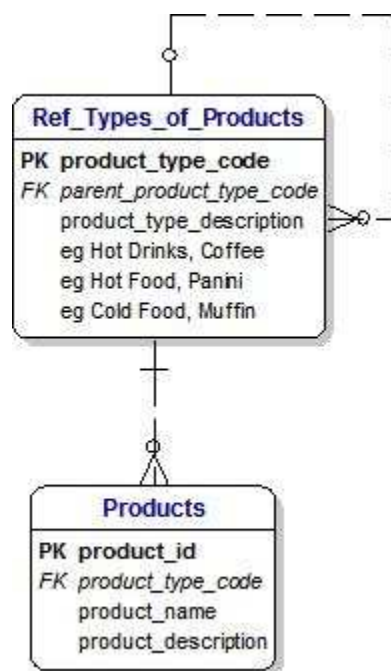 Ref_Types_of_Products
PK product_type_code
FK parent_product_type_code
product_type_description
eg Hot Drinks, Coffee
eg Hot Food, Panini
eg Cold Food, Muffin
Products
PK product_id
FK product_type_code
product_name
product_description